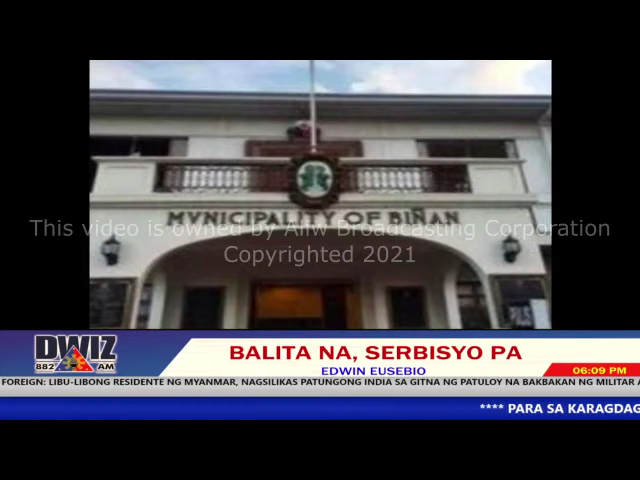 MVNICIPALITY OF BIÑAN
This video is owned by Aliw Broadcasting Corporation
Copyrighted 2021
DWIZ
882 AM
BALITA NA, SERBISYO PA
EDWIN EUSEBIO
06:09 PM
FOREIGN: LIBU-LIBONG RESIDENTE NG MYANMAR, NAGSILIKAS PATUNGONG INDIA SA GITNA NG PATULOY NA BAKBAKAN NG MILITAR A
**** PARA SA KARAGDAG